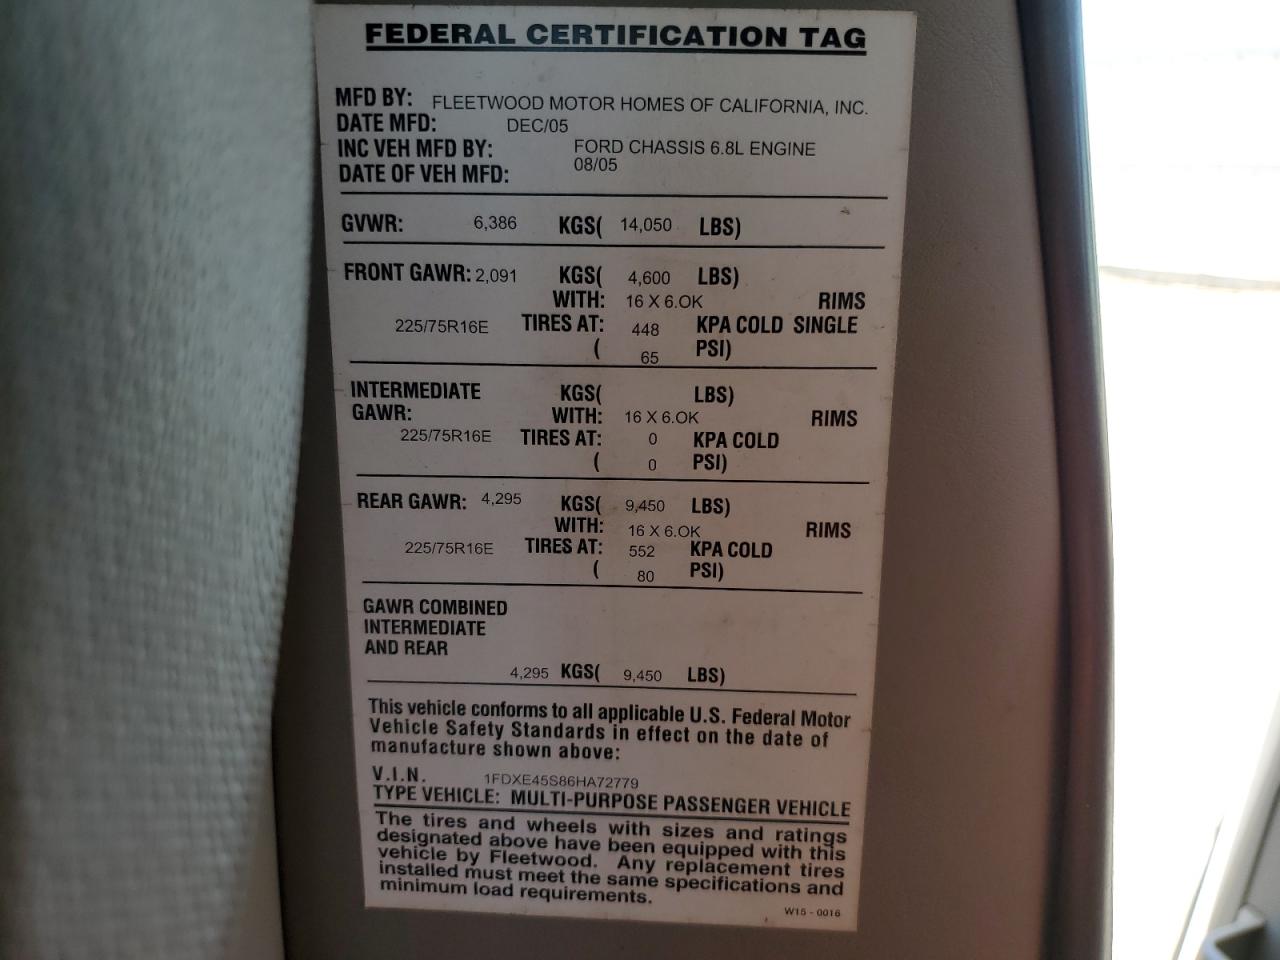 FEDERAL CERTIFICATION TAG
MFD BY: FLEETWOOD MOTOR HOMES OF CALIFORNIA, INC.
DATE MFD: DEC/05
INC VEH MFD BY: FORD CHASSIS 6.8L ENGINE
DATE OF VEH MFD: 08/05
GVWR: 6,386 KGS( 14,050 LBS)
FRONT GAWR: 2,091 KGS( 4,600 LBS)
WITH: 16 X 6.OK RIMS
225/75R16E TIRES AT: 448 KPA COLD SINGLE
( 65 PSI)
INTERMEDIATE KGS( LBS)
GAWR: WITH: 16 X 6.OK RIMS
225/75R16E TIRES AT: 0 KPA COLD
( 0 PSI)
REAR GAWR: 4,295 KGS( 9,450 LBS)
WITH: 16 X 6.OK RIMS
225/75R16E TIRES AT: 552 KPA COLD
( 80 PSI)
GAWR COMBINED
INTERMEDIATE
AND REAR
4,295 KGS( 9,450 LBS)
This vehicle conforms to all applicable U.S. Federal Motor
Vehicle Safety Standards in effect on the date of
manufacture shown above:
V.I.N. 1FDXE45S86HA72779
TYPE VEHICLE: MULTI-PURPOSE PASSENGER VEHICLE
The tires and wheels with sizes and ratings
designated above have been equipped with this
vehicle by Fleetwood. Any replacement tires
installed must meet the same specifications and
minimum load requirements.
W15 - 0016